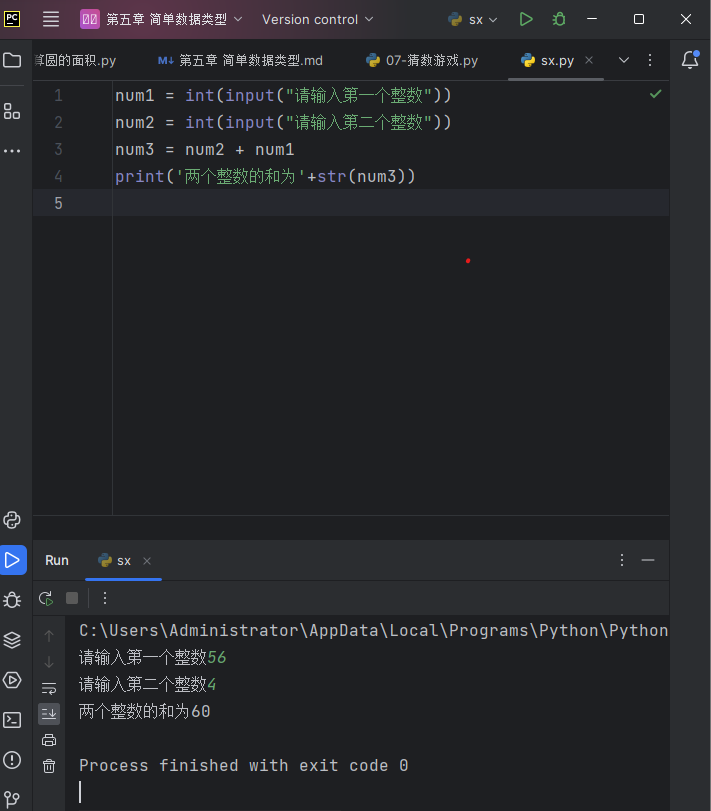 PC 第五章 简单数据类型 Version control sx
算圆的面积.py 第五章 简单数据类型.md 07-猜数游戏.py sx.py
1 num1 = int(input("请输入第一个整数"))
2 num2 = int(input("请输入第二个整数"))
3 num3 = num2 + num1
4 print('两个整数的和为'+str(num3))
5
Run sx
C:\Users\Administrator\AppData\Local\Programs\Python\Python
请输入第一个整数56
请输入第二个整数4
两个整数的和为60
Process finished with exit code 0